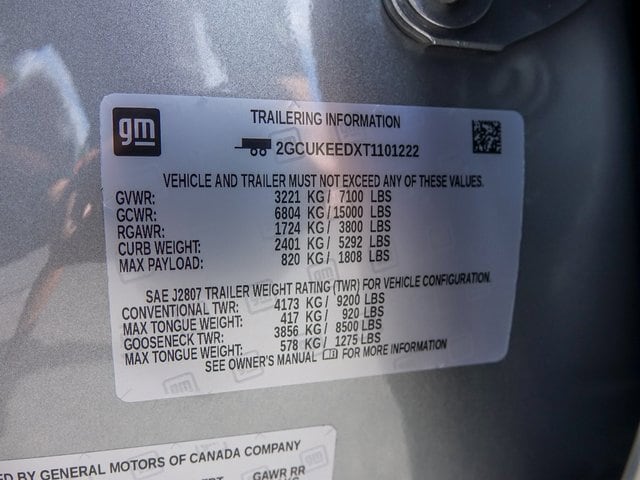 gm
TRAILERING INFORMATION
2GCUKEEDXT1101222
VEHICLE AND TRAILER MUST NOT EXCEED ANY OF THESE VALUES.
GVWR: 3221 KG/ 7100 LBS
GCWR: 6804 KG/ 15000 LBS
RGAWR: 1724 KG/ 3800 LBS
CURB WEIGHT: 2401 KG/ 5292 LBS
MAX PAYLOAD: 820 KG/ 1808 LBS
SAE J2807 TRAILER WEIGHT RATING (TWR) FOR VEHICLE CONFIGURATION.
CONVENTIONAL TWR: 4173 KG/ 9200 LBS
MAX TONGUE WEIGHT: 417 KG/ 920 LBS
GOOSENECK TWR: 3856 KG/ 8500 LBS
MAX TONGUE WEIGHT: 578 KG/ 1275 LBS
SEE OWNER'S MANUAL FOR MORE INFORMATION
BY GENERAL MOTORS OF CANADA COMPANY
GAWR RR